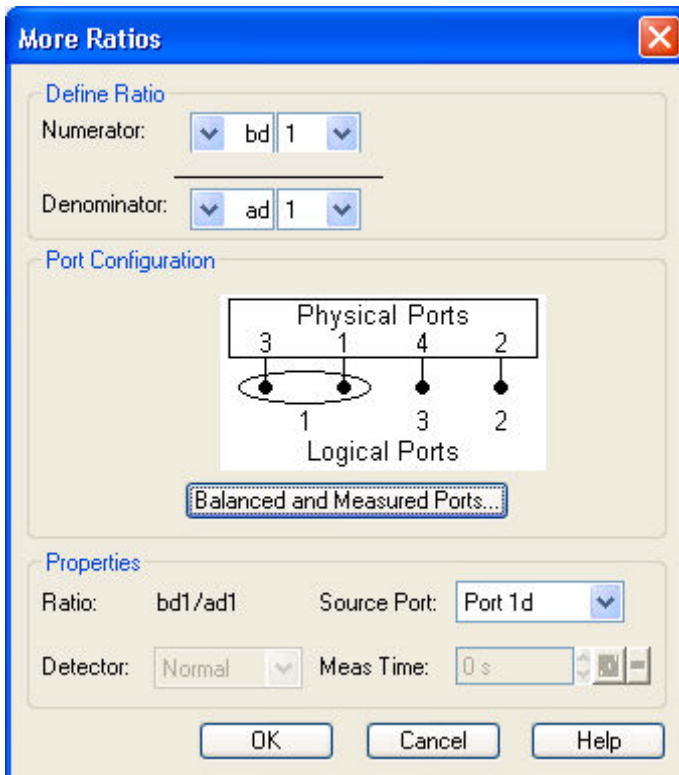 More Ratios
Define Ratio
Numerator: bd 1
Denominator: ad 1
Port Configuration
Physical Ports
3 1 4 2
1 3 2
Logical Ports
Balanced and Measured Ports...
Properties
Ratio: bd1/ad1 Source Port: Port 1d
Detector: Normal Meas Time: 0 s
OK Cancel Help